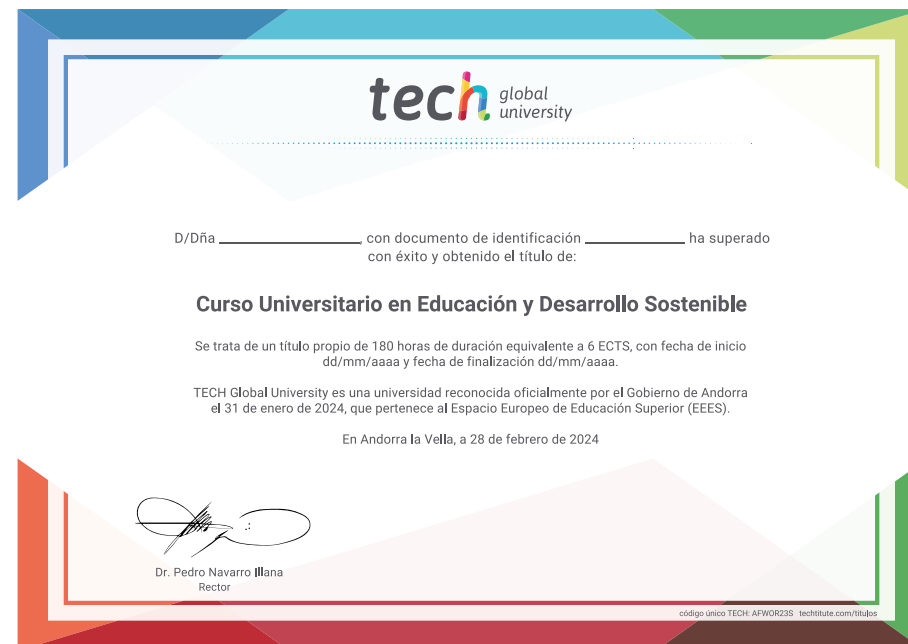 tech global
university
D/Dña ____________________, con documento de identificación ______________ ha superado
con éxito y obtenido el título de:
Curso Universitario en Educación y Desarrollo Sostenible
Se trata de un título propio de 180 horas de duración equivalente a 6 ECTS, con fecha de inicio
dd/mm/aaaa y fecha de finalización dd/mm/aaaa.
TECH Global University es una universidad reconocida oficialmente por el Gobierno de Andorra
el 31 de enero de 2024, que pertenece al Espacio Europeo de Educación Superior (EEES).
En Andorra la Vella, a 28 de febrero de 2024
Dr. Pedro Navarro Illana
Rector
código único TECH: AFWOR23S techtitute.com/titulos